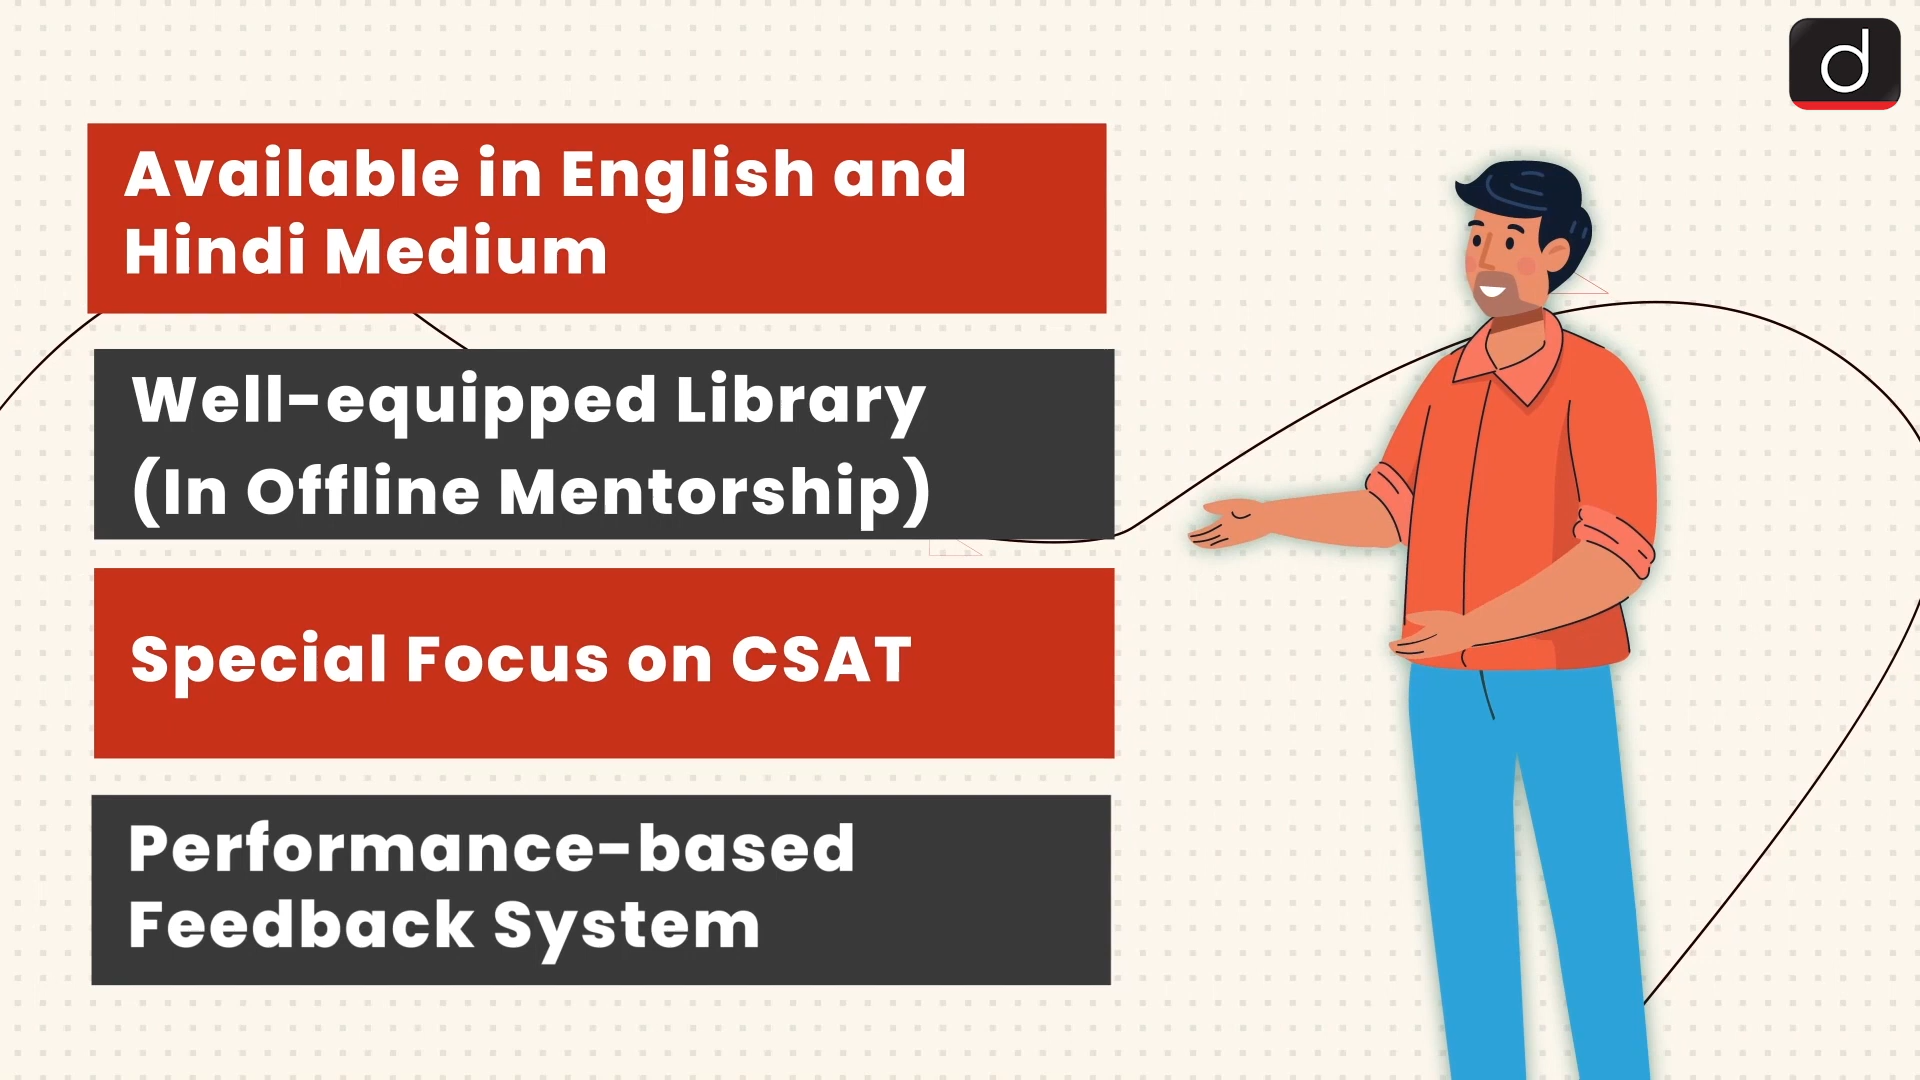 d
Available in English and
Hindi Medium
Well-equipped Library
(In Offline Mentorship)
Special Focus on CSAT
Performance-based
Feedback System